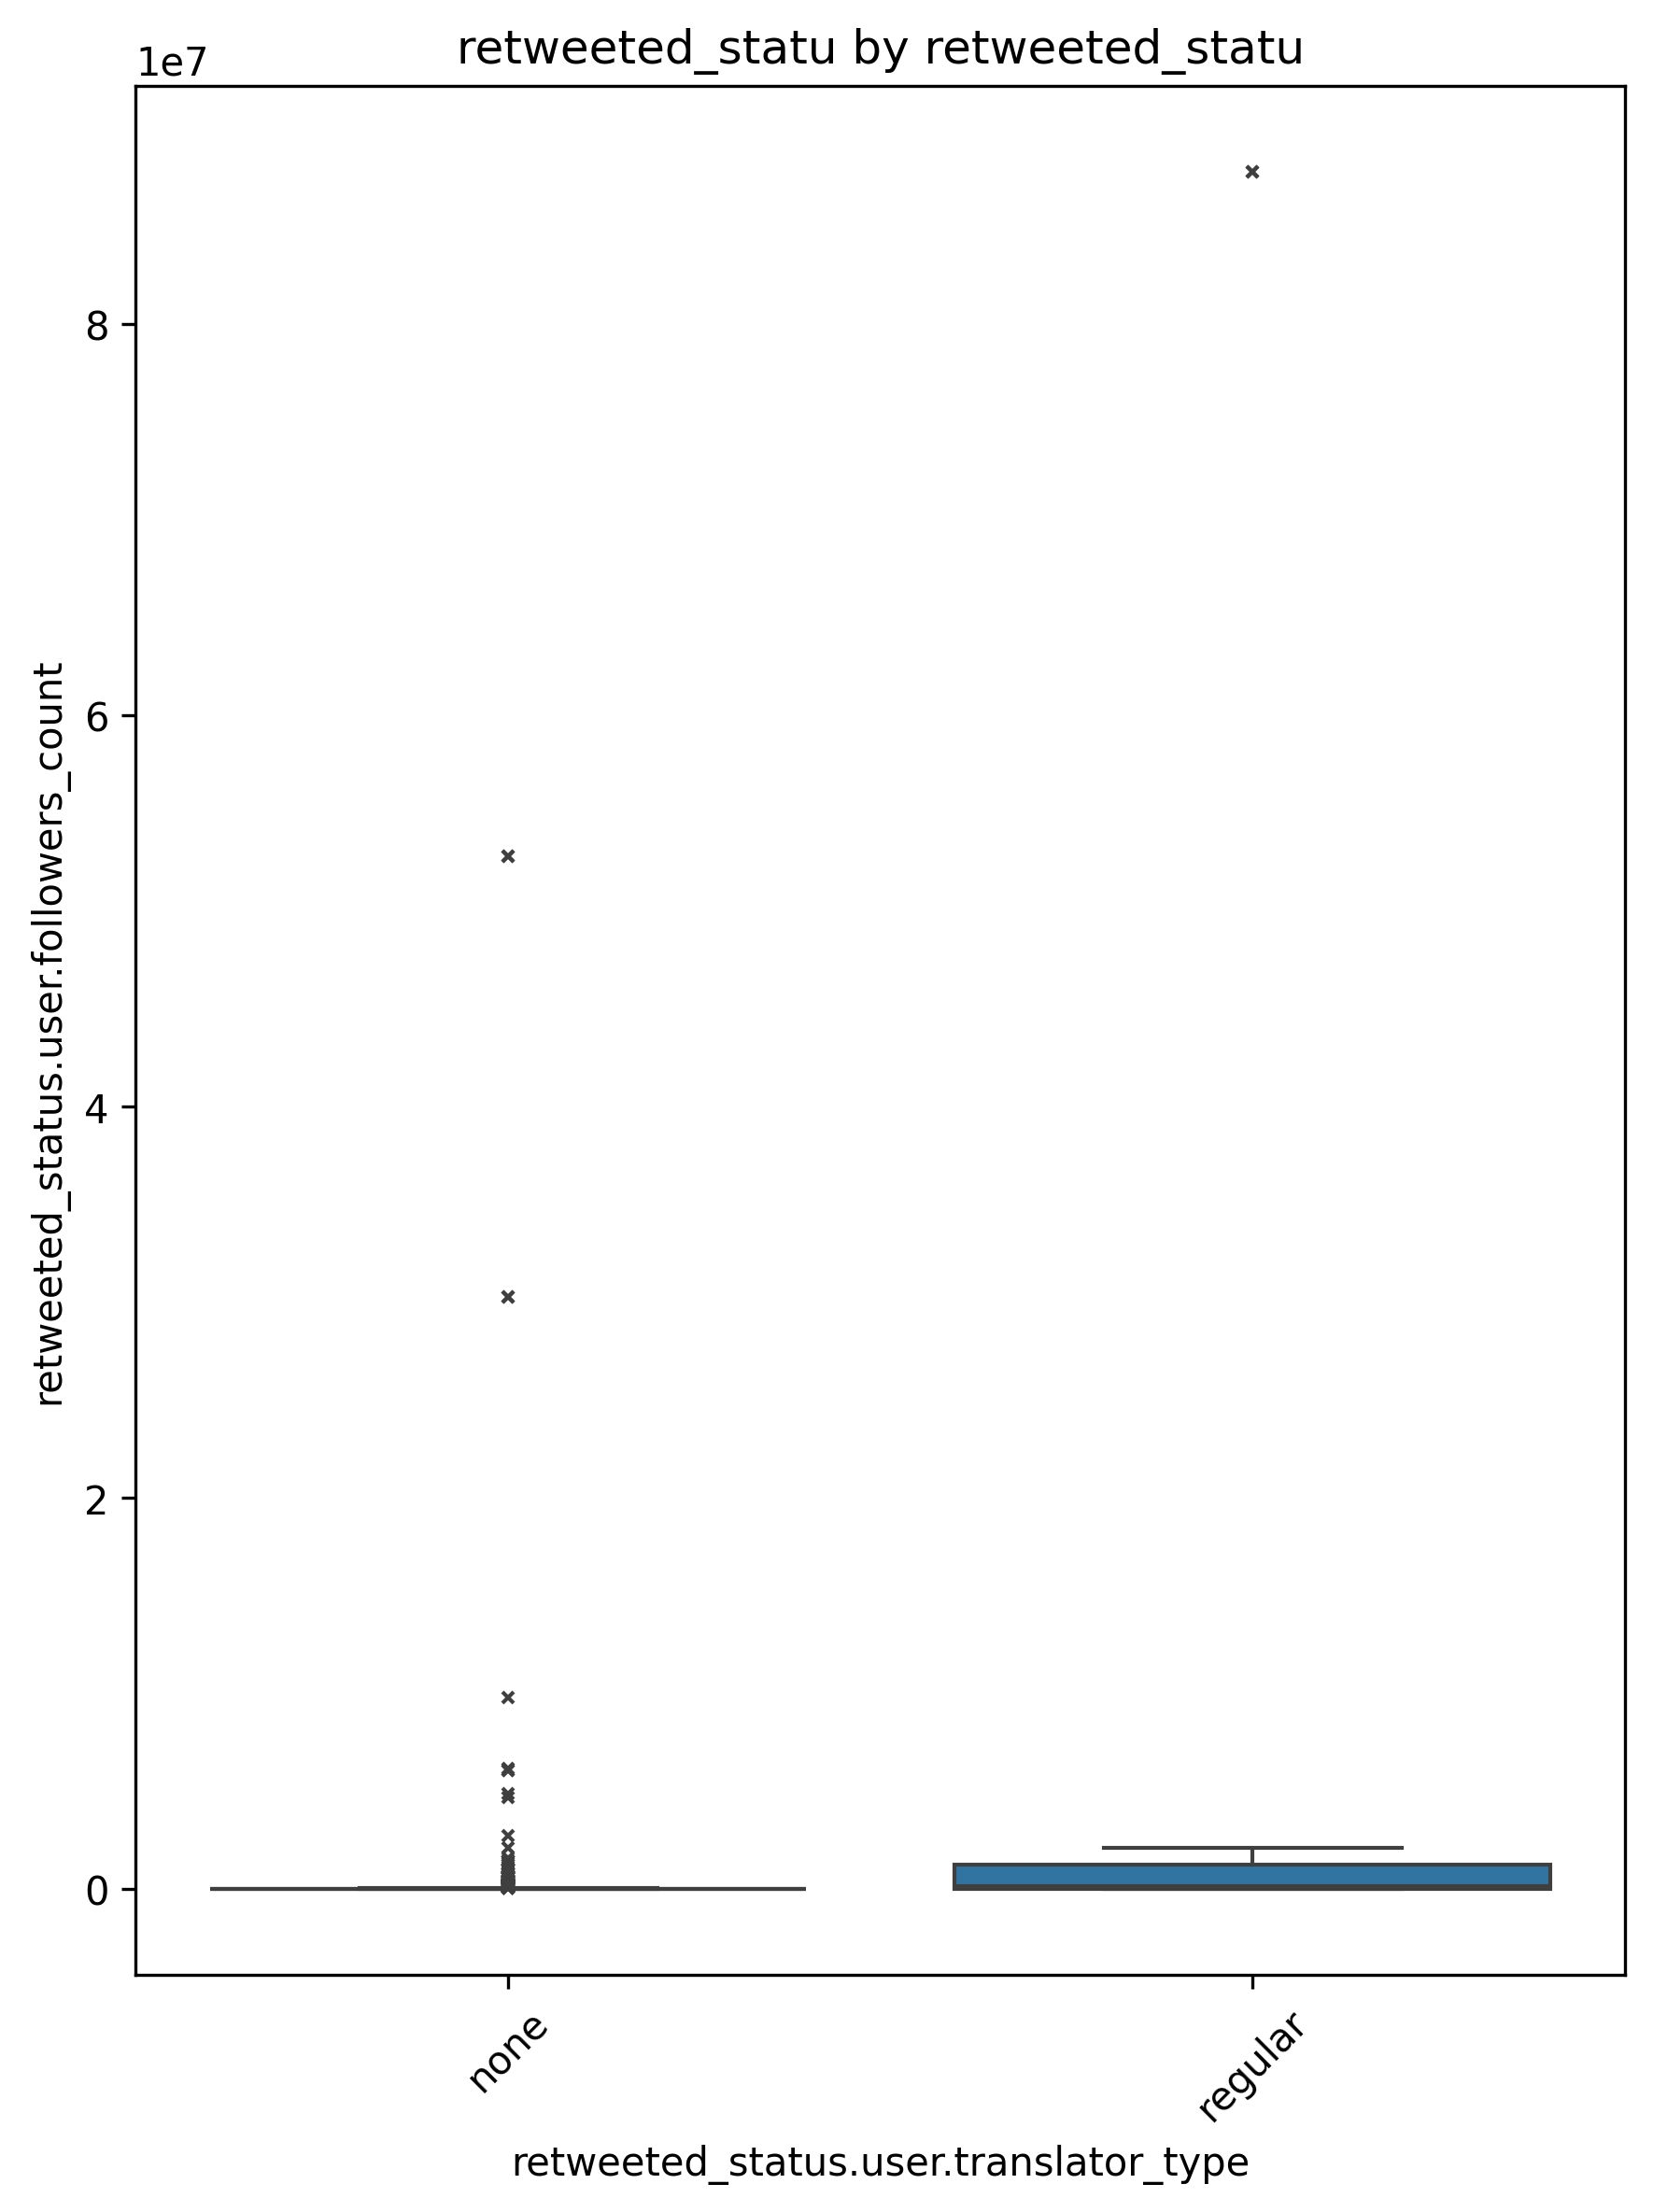 retweeted_statu by retweeted_statu
1e7
8
6
4
2
0
retweeted_status.user.followers_count
none
regular
retweeted_status.user.translator_type